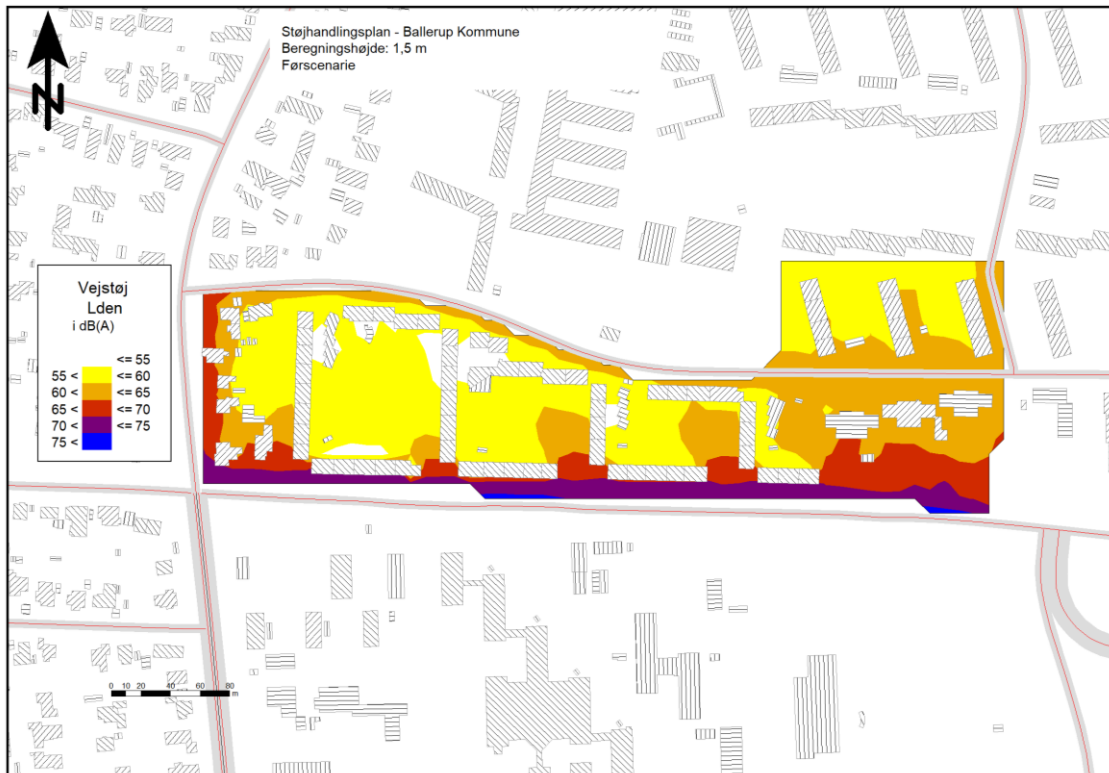 Støjhandlingsplan - Ballerup Kommune
Beregningshøjde: 1,5 m
Førscenarie
N
Vejstøj
Lden
i dB(A)
<= 55
55 < <= 60
60 < <= 65
65 < <= 70
70 < <= 75
75 <
0 10 20 40 60 80
m